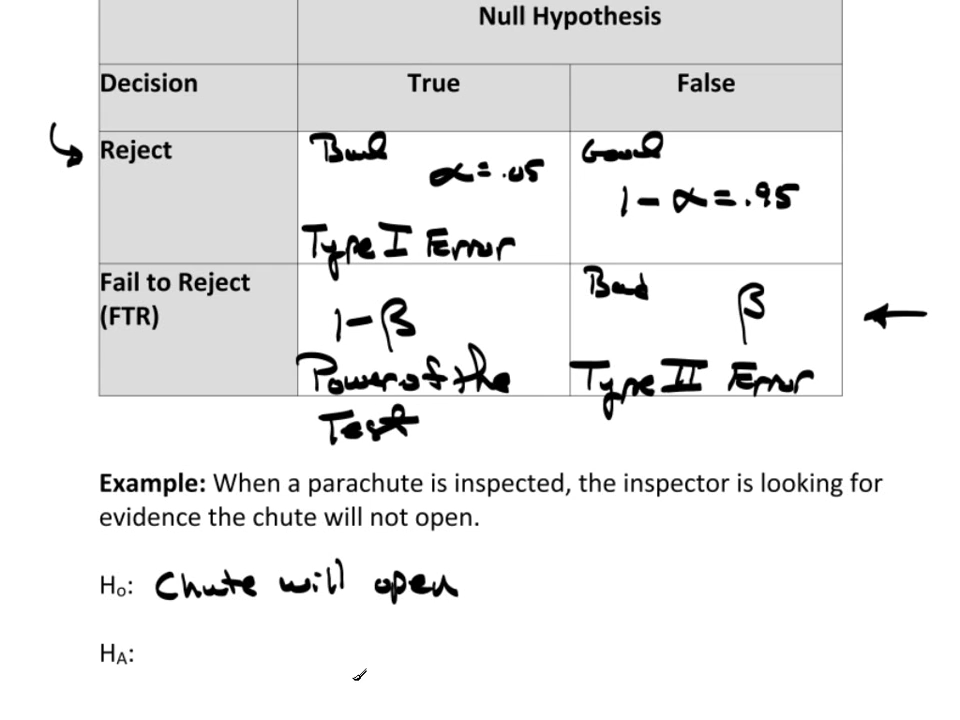 Null Hypothesis
Decision True False
Reject Bad α = .05 Good
1 - α = .95
Type I Error
Fail to Reject Bad
(FTR) 1 - β β
Power of the Type II Error
Test
Example: When a parachute is inspected, the inspector is looking for
evidence the chute will not open.
H₀: Chute will open
Hᴀ: